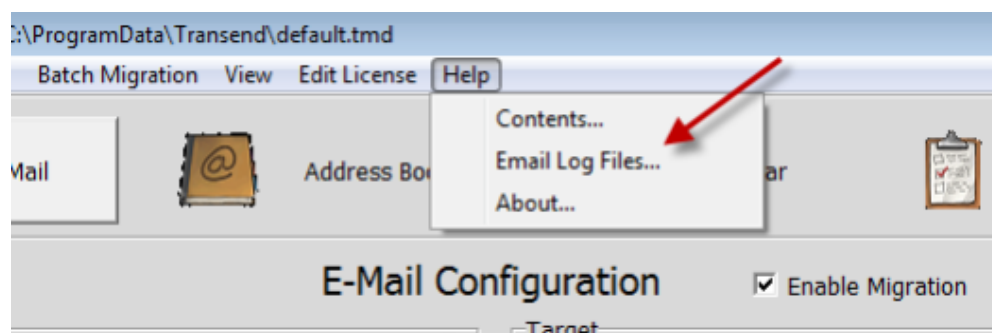 :\ProgramData\Transend\default.tmd
Batch Migration View Edit License Help
Contents...
Email Log Files...
About...
Mail
@
Address Bo
ar
E-Mail Configuration
Enable Migration
Target